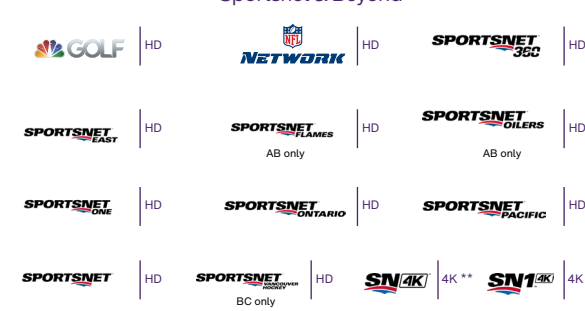 Sportsnet & Beyond
GOLF HD
NFL NETWORK HD
SPORTSNET 360 HD
SPORTSNET EAST HD
SPORTSNET FLAMES HD
AB only
SPORTSNET OILERS HD
AB only
SPORTSNET ONE HD
SPORTSNET ONTARIO HD
SPORTSNET PACIFIC HD
SPORTSNET HD
SPORTSNET VANCOUVER HOCKEY HD
BC only
SN 4K 4K **
SN1 4K 4K